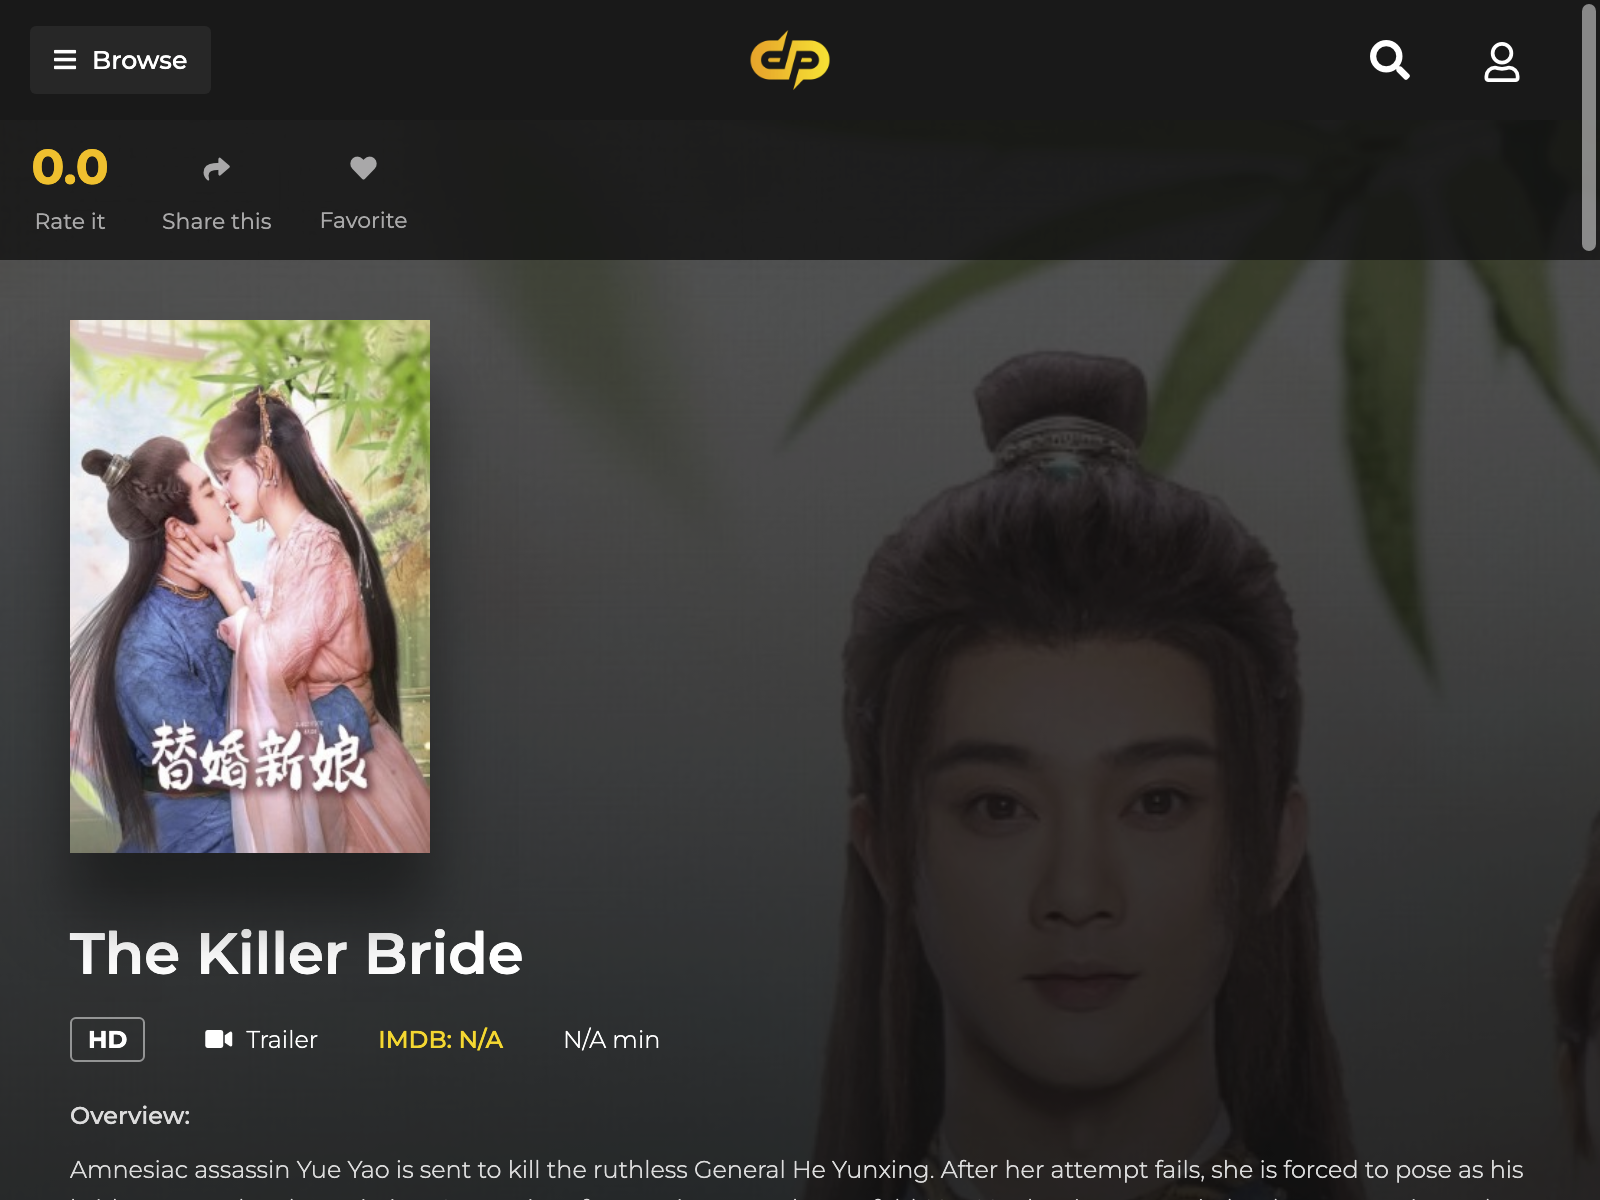 Browse
dp
0.0
Rate it
Share this
Favorite
替婚新娘
The Killer Bride
HD
Trailer
IMDB: N/A
N/A min
Overview:
Amnesiac assassin Yue Yao is sent to kill the ruthless General He Yunxing. After her attempt fails, she is forced to pose as his